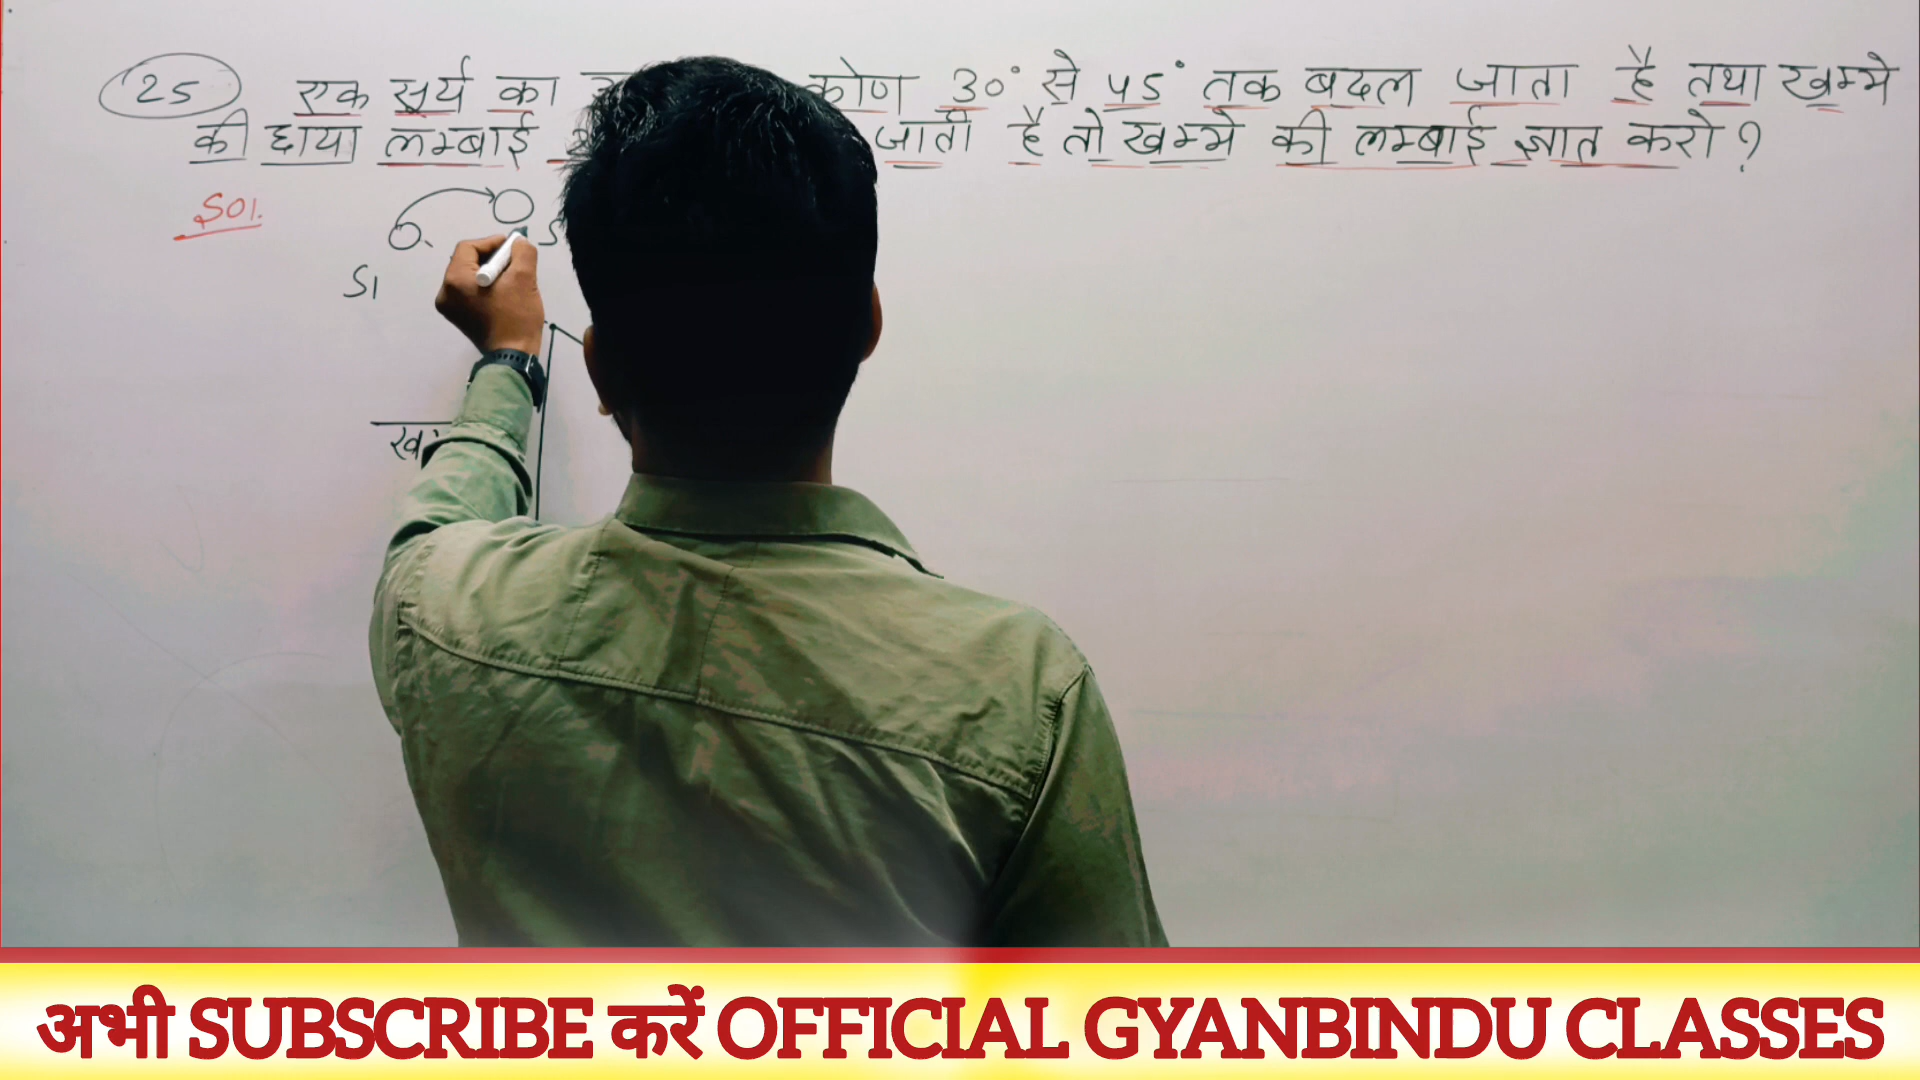 25 एक सूर्य का कोण 30° से 45° तक बदल जाता है तथा खम्भे
की छाया लम्बाई जाती है तो खम्भे की लम्बाई ज्ञात करो ?
Sol.
S1
अभी SUBSCRIBE करें OFFICIAL GYANBINDU CLASSES